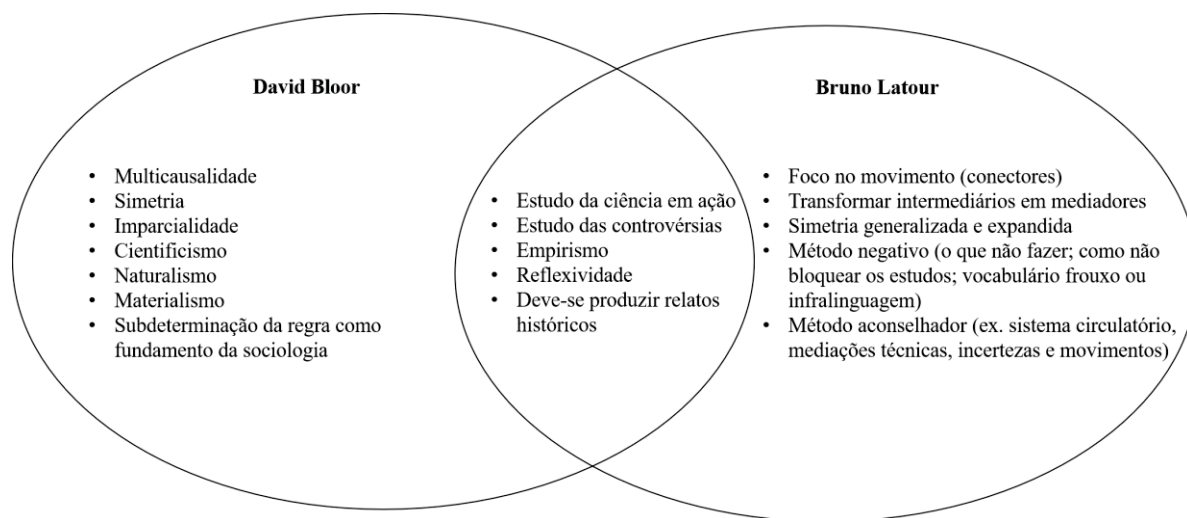 David Bloor
• Multicausalidade
• Simetria
• Imparcialidade
• Cientificismo
• Naturalismo
• Materialismo
• Subdeterminação da regra como
fundamento da sociologia
• Estudo da ciência em ação
• Estudo das controvérsias
• Empirismo
• Reflexividade
• Deve-se produzir relatos
históricos
Bruno Latour
• Foco no movimento (conectores)
• Transformar intermediários em mediadores
• Simetria generalizada e expandida
• Método negativo (o que não fazer; como não
bloquear os estudos; vocabulário frouxo ou
infralinguagem)
• Método aconselhador (ex. sistema circulatório,
mediações técnicas, incertezas e movimentos)